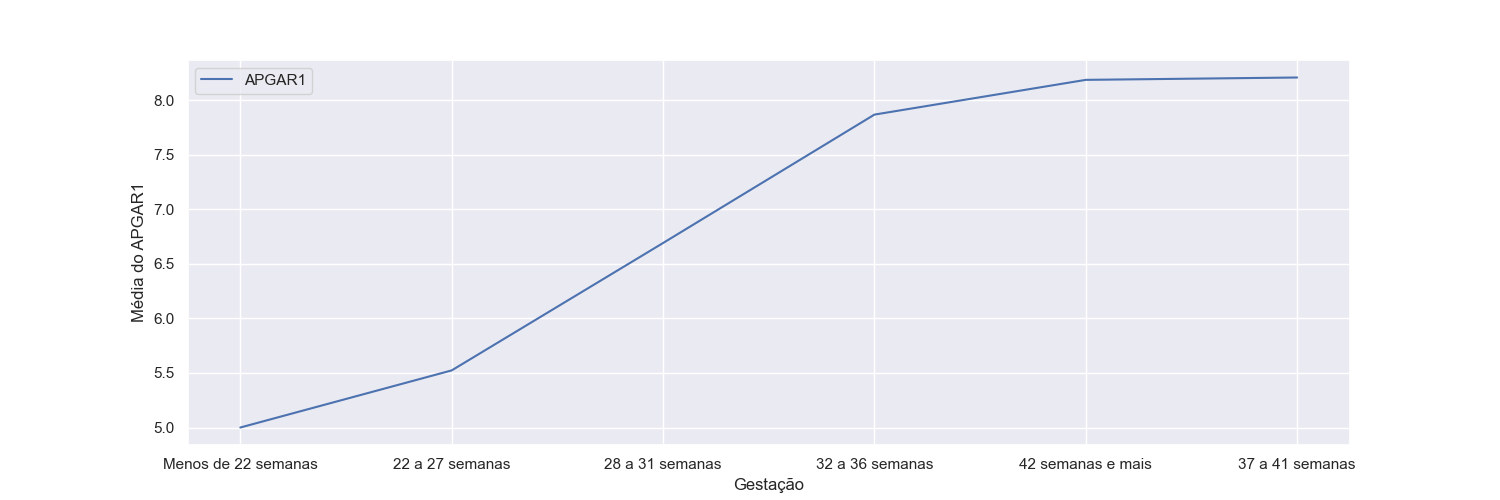 APGAR1
8.0
7.5
7.0
6.5
6.0
5.5
5.0
Média do APGAR1
Menos de 22 semanas
22 a 27 semanas
28 a 31 semanas
32 a 36 semanas
42 semanas e mais
37 a 41 semanas
Gestação